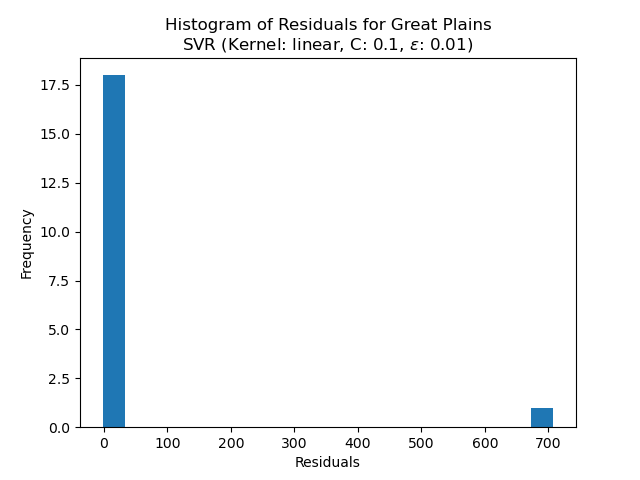 Histogram of Residuals for Great Plains
SVR (Kernel: linear, C: 0.1, ε: 0.01)
17.5
15.0
12.5
10.0
7.5
5.0
2.5
0.0
Frequency
0 100 200 300 400 500 600 700
Residuals